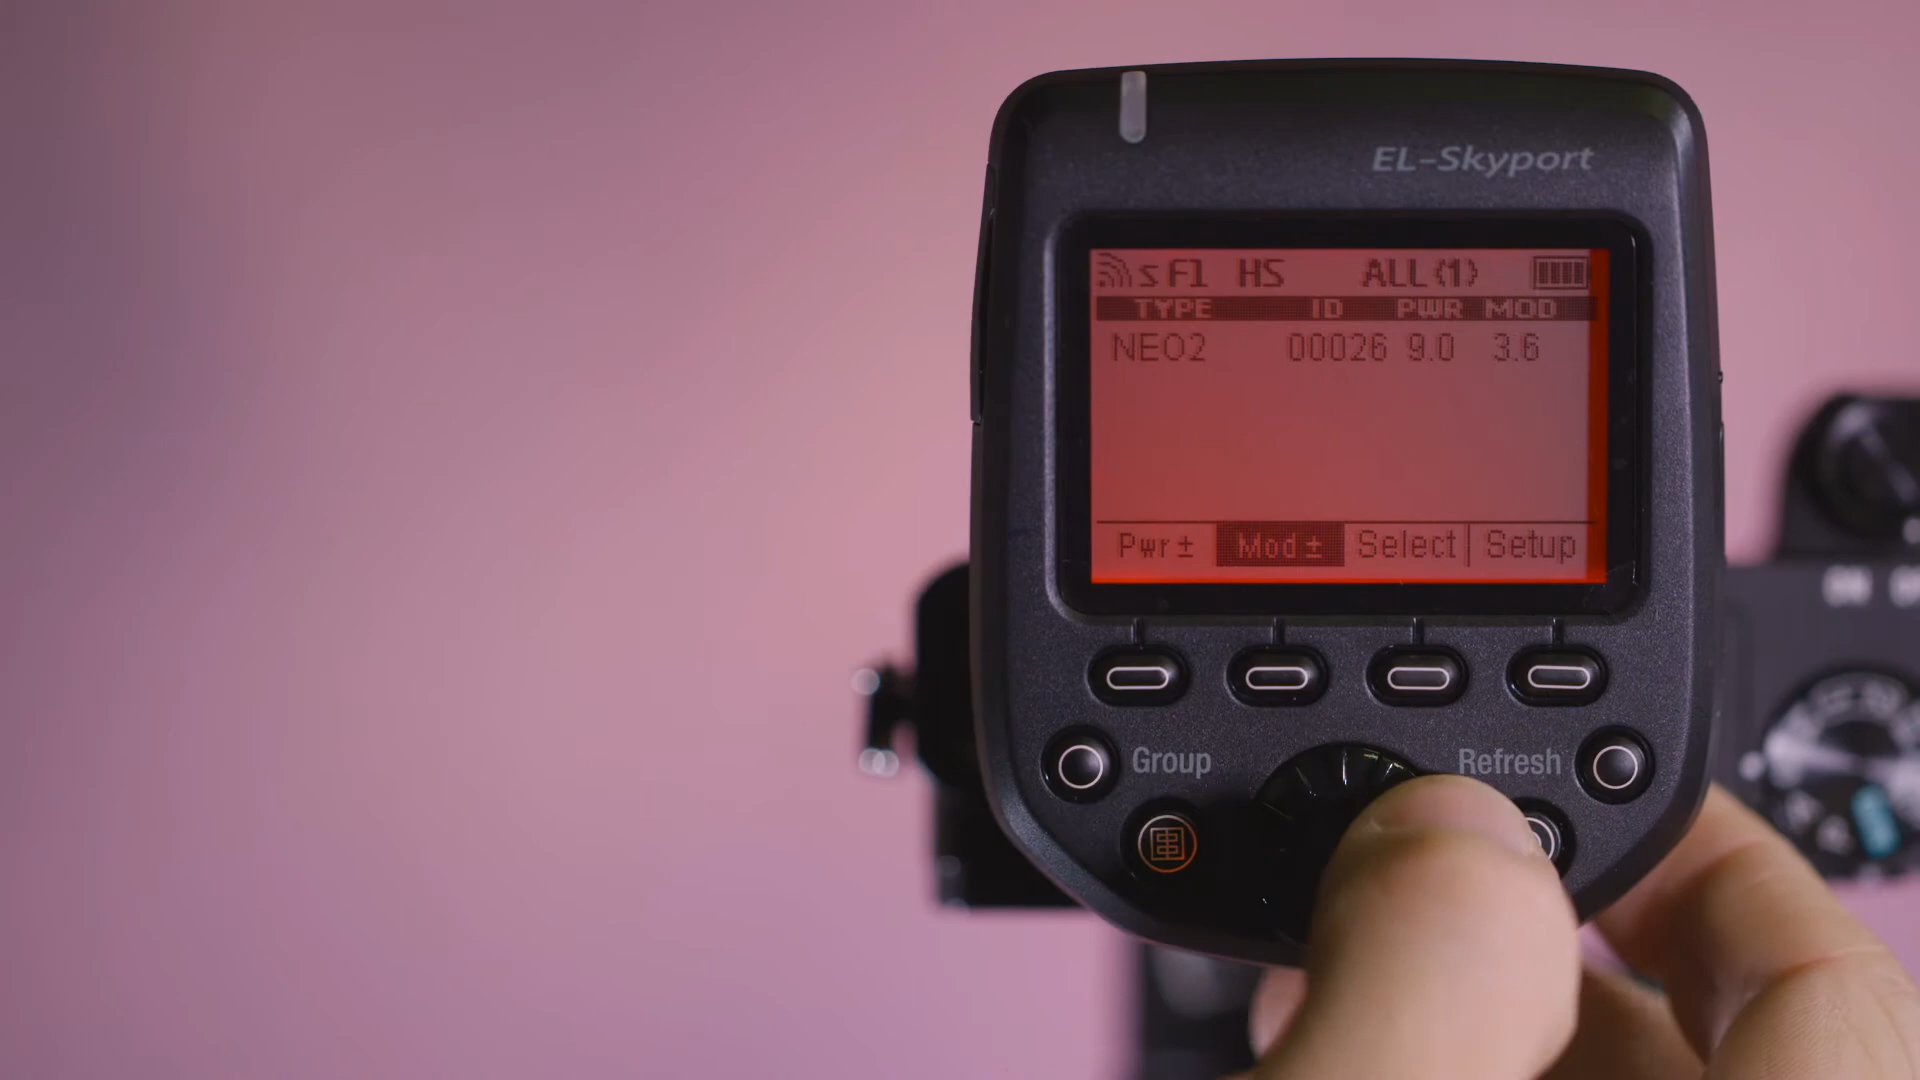 EL-Skyport
S F1 HS ALL(1)
TYPE ID PWR MOD
NEO2 00026 9.0 3.6
Pwr± Mod± Select Setup
Group Refresh